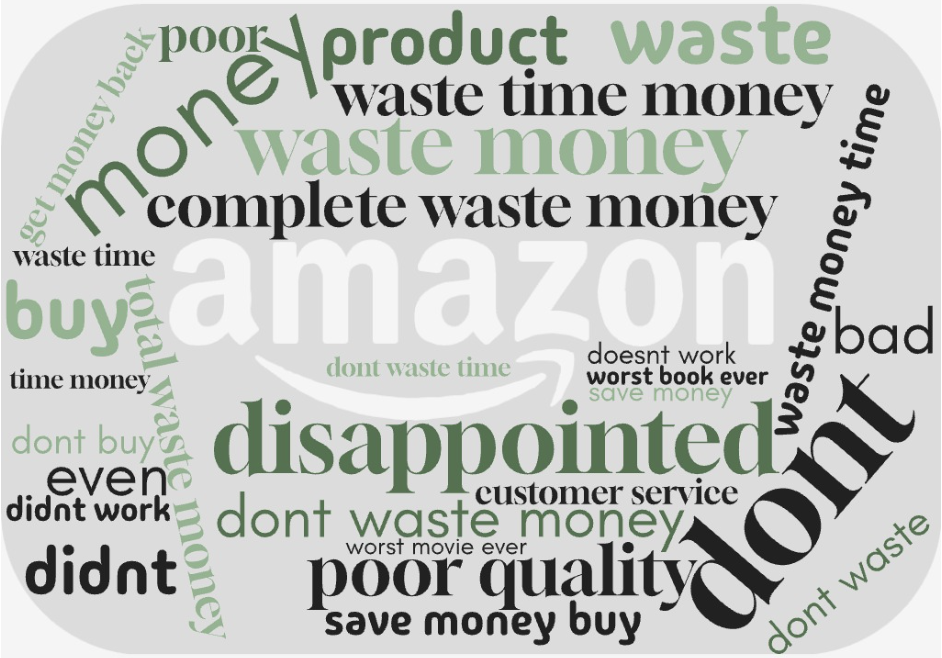 poor
product
waste
get money back
money
waste time money
waste money
waste money time
complete waste money
waste time
amazon
buy
total waste money
bad
dont waste time
doesnt work
worst book ever
time money
save money
disappointed
dont
dont buy
even
customer service
didnt work
dont waste money
dont waste
worst movie ever
didnt
poor quality
save money buy